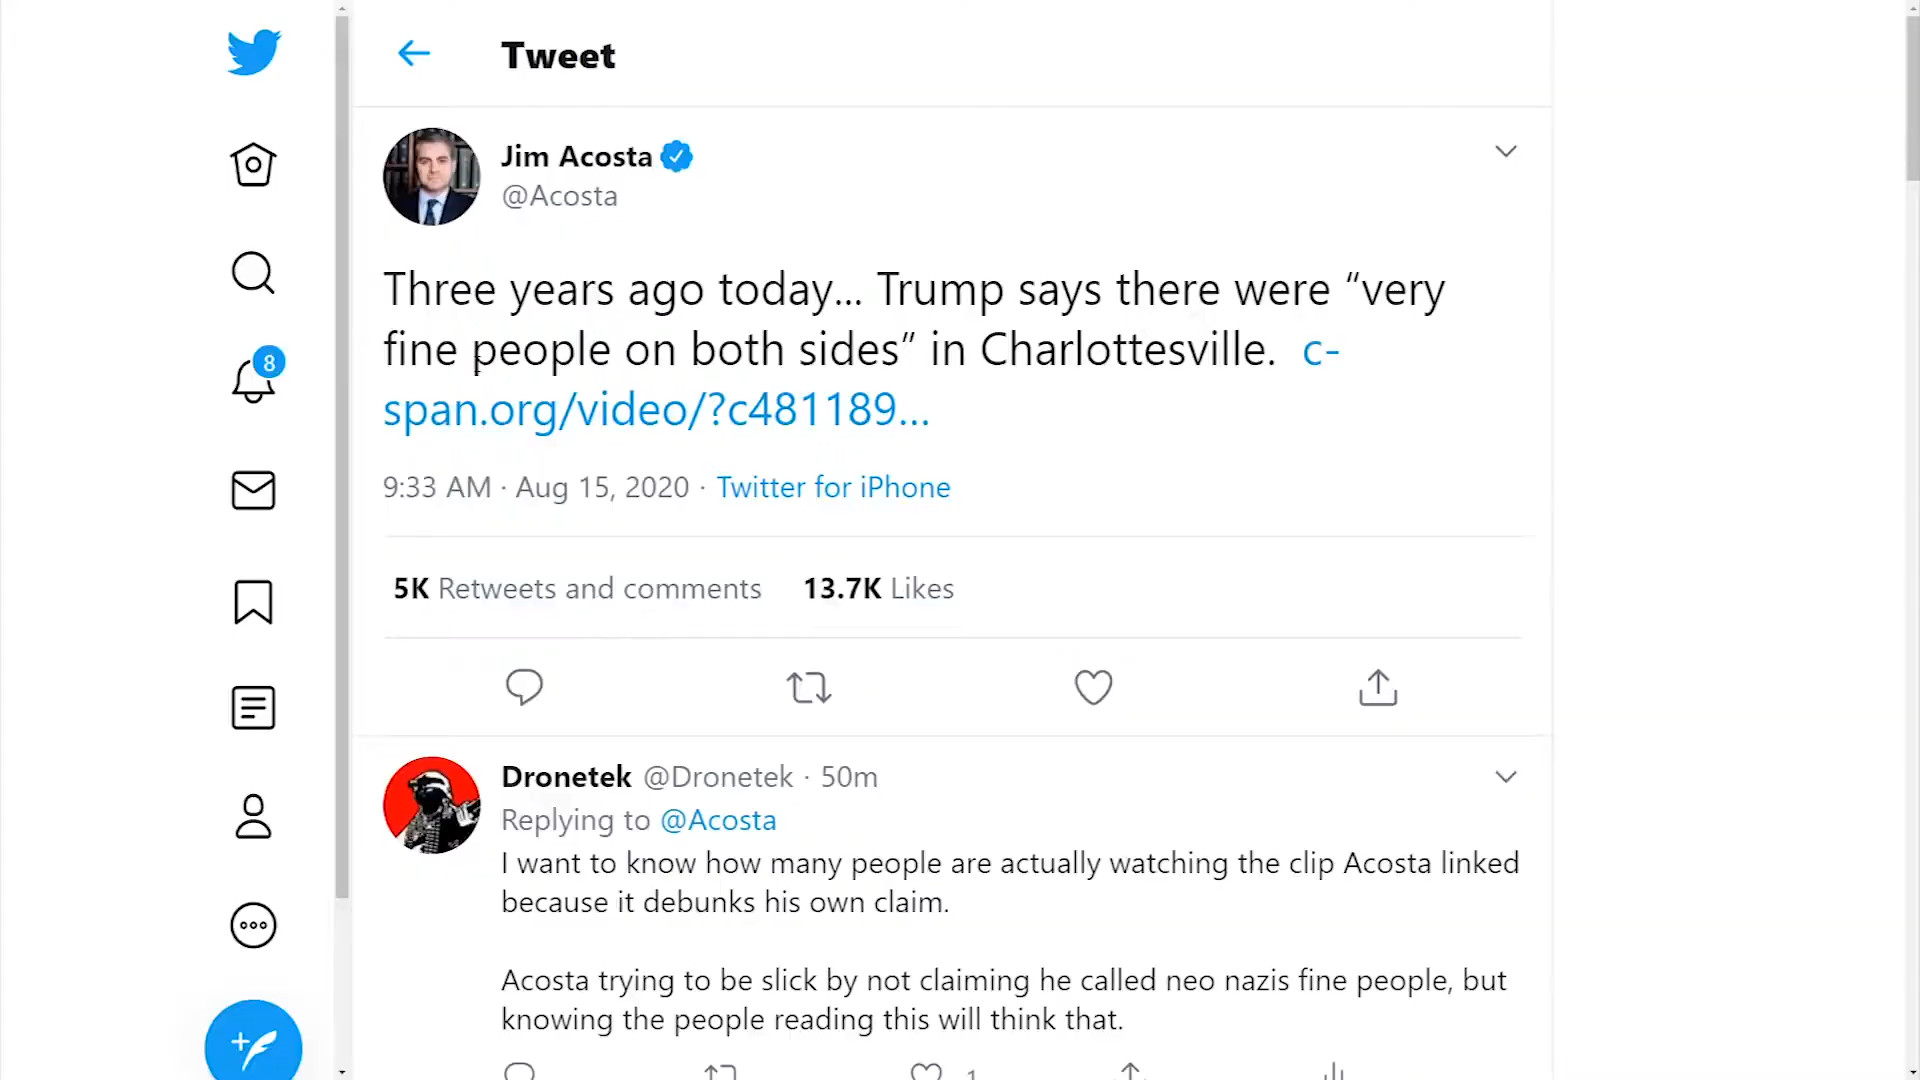 Tweet
Jim Acosta
@Acosta
Three years ago today... Trump says there were “very
fine people on both sides” in Charlottesville. c-
span.org/video/?c481189...
9:33 AM · Aug 15, 2020 · Twitter for iPhone
5K Retweets and comments 13.7K Likes
8
Dronetek @Dronetek · 50m
Replying to @Acosta
I want to know how many people are actually watching the clip Acosta linked
because it debunks his own claim.
Acosta trying to be slick by not claiming he called neo nazis fine people, but
knowing the people reading this will think that.
1